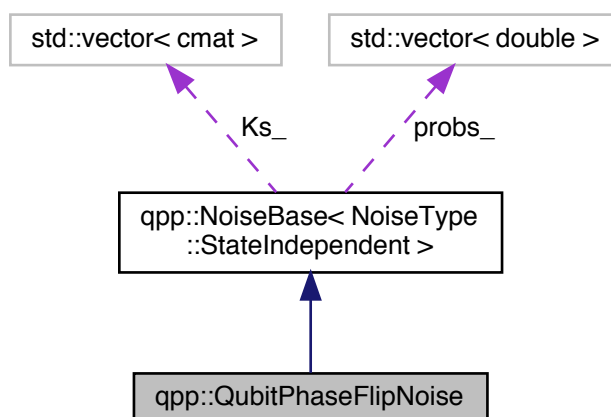 std::vector< cmat >
std::vector< double >
Ks_
probs_
qpp::NoiseBase< NoiseType
::StateIndependent >
qpp::QubitPhaseFlipNoise